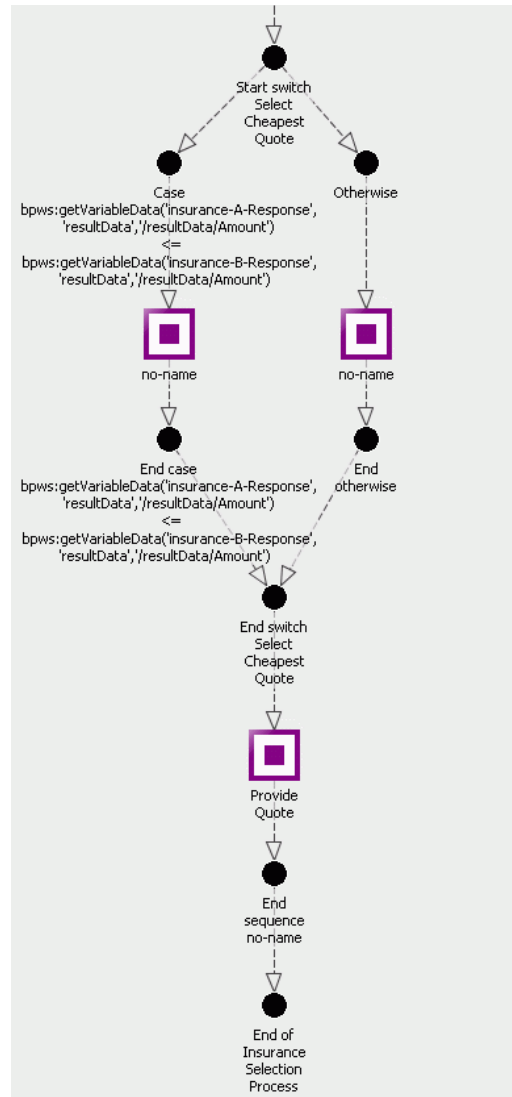 Start switch
Select
Cheapest
Quote
Case
bpws:getVariableData('insurance-A-Response',
'resultData','/resultData/Amount')
<=
bpws:getVariableData('insurance-B-Response',
'resultData','/resultData/Amount')
Otherwise
no-name
no-name
End case
bpws:getVariableData('insurance-A-Response',
'resultData','/resultData/Amount')
<=
bpws:getVariableData('insurance-B-Response',
'resultData','/resultData/Amount')
End
otherwise
End switch
Select
Cheapest
Quote
Provide
Quote
End
sequence
no-name
End of
Insurance
Selection
Process